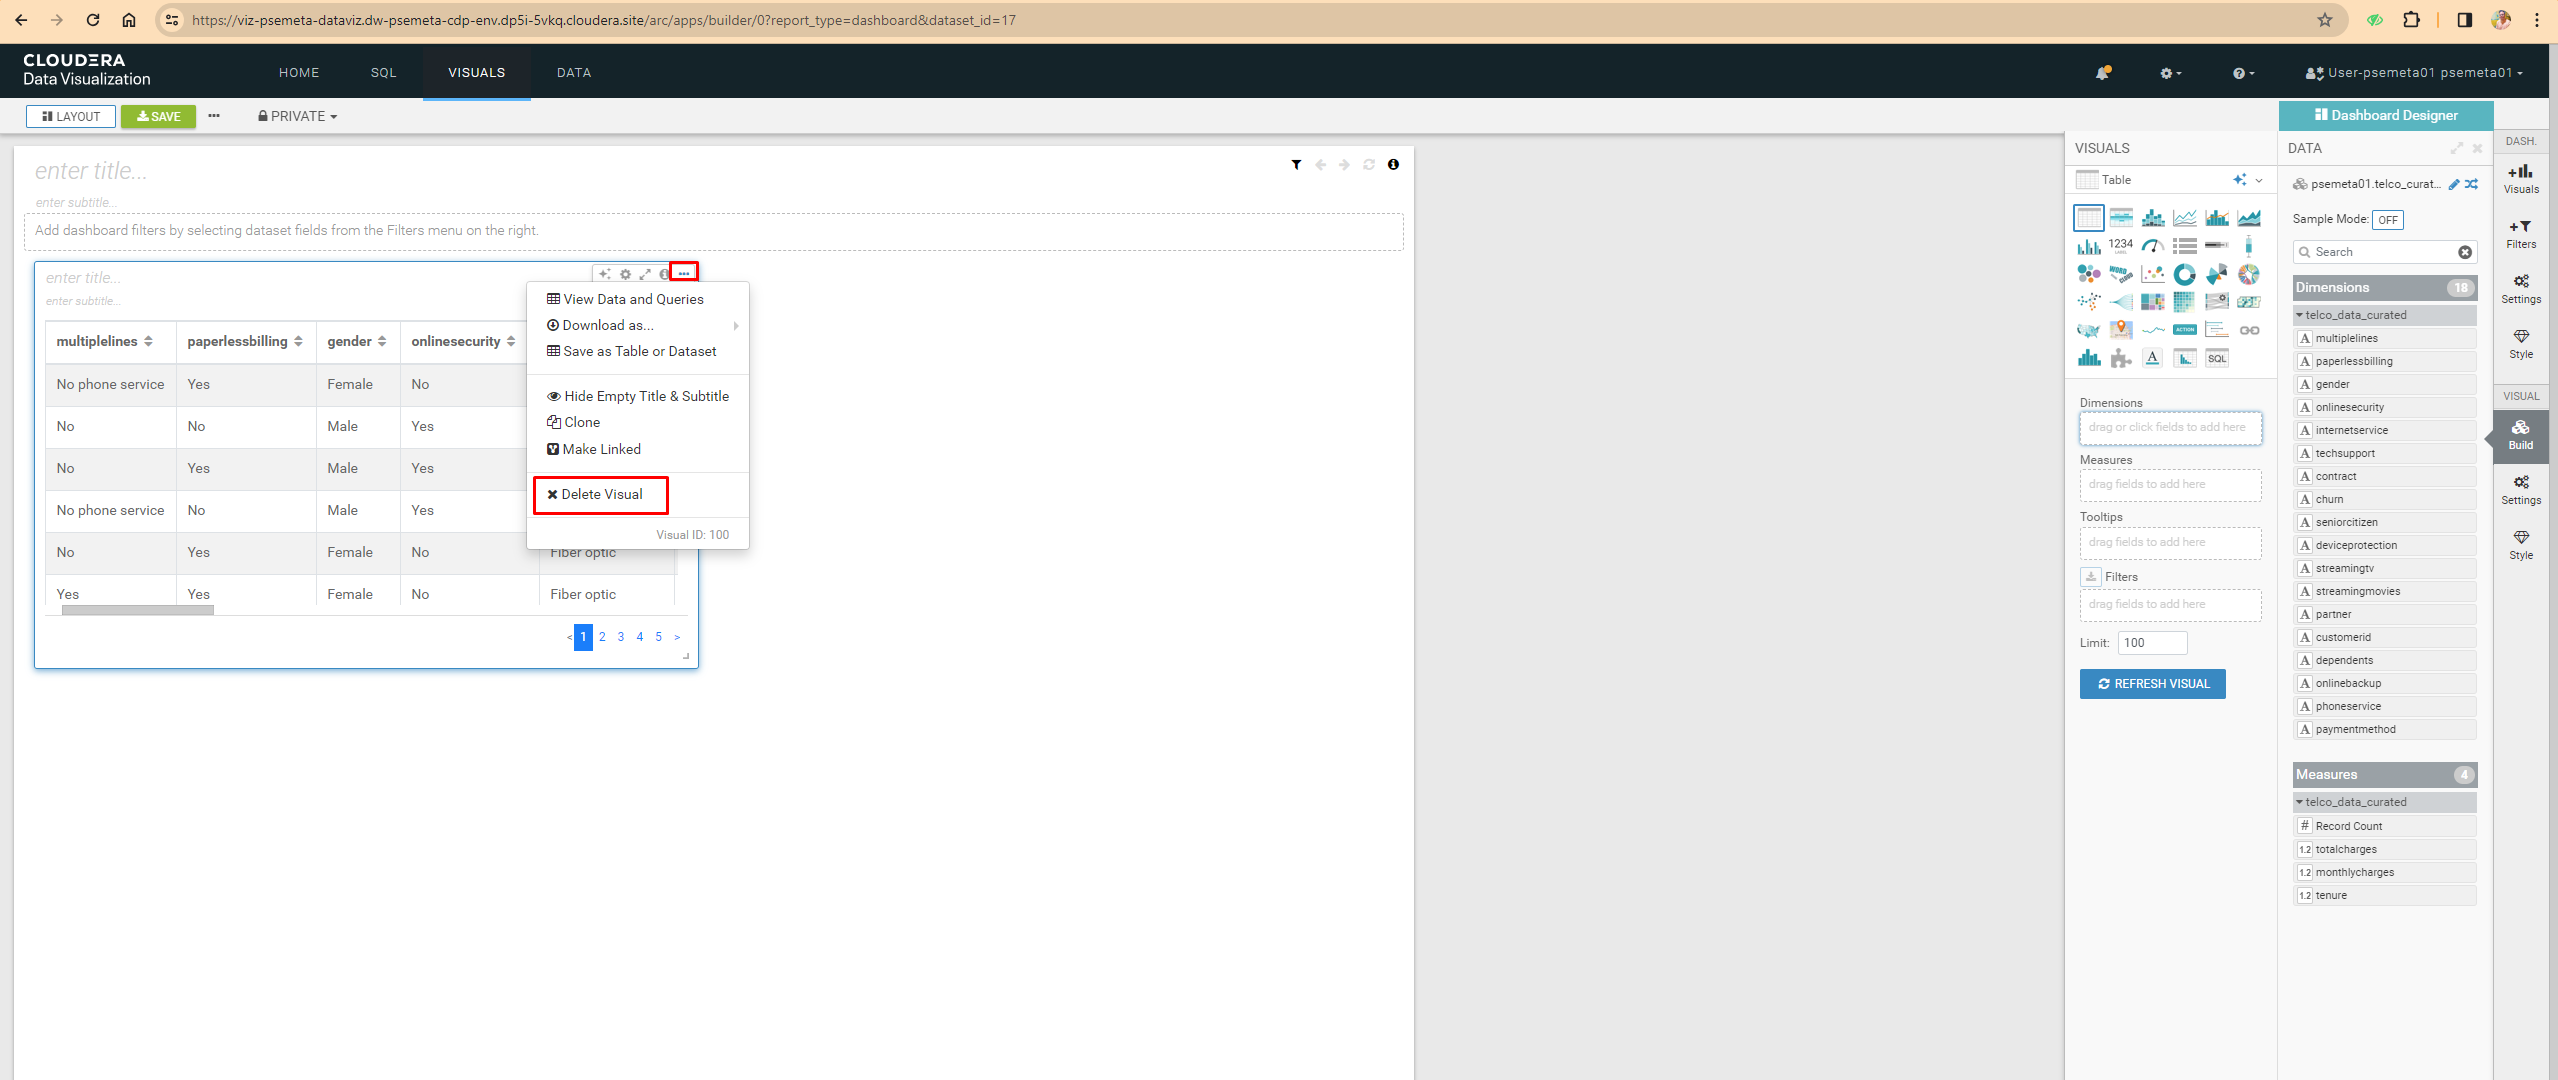 https://viz-psemeta-dataviz.dw-psemeta-cdp-env.dp5i-5vkq.cloudera.site/arc/apps/builder/0?report_type=dashboard&dataset_id=17
CLOUDERA
Data Visualization
HOME SQL VISUALS DATA
User-psemeta01 psemeta01
LAYOUT SAVE ••• PRIVATE
Dashboard Designer
enter title...
enter subtitle...
Add dashboard filters by selecting dataset fields from the Filters menu on the right.
enter title...
enter subtitle...
multiplelines paperlessbilling gender onlinesecurity
No phone service Yes Female No
No No Male Yes
No Yes Male Yes
No phone service No Male Yes
No Yes Female No Fiber optic
Yes Yes Female No Fiber optic
< 1 2 3 4 5 >
View Data and Queries
Download as...
Save as Table or Dataset
Hide Empty Title & Subtitle
Clone
Make Linked
Delete Visual
Visual ID: 100
VISUALS
Table
1234
LABEL
WORD
CLOUD
ACTION
A
SQL
Dimensions
drag or click fields to add here
Measures
drag fields to add here
Tooltips
drag fields to add here
Filters
drag fields to add here
Limit: 100
REFRESH VISUAL
DATA
psemeta01.telco_curat...
Sample Mode: OFF
Search
Dimensions 18
telco_data_curated
A multiplelines
A paperlessbilling
A gender
A onlinesecurity
A internetservice
A techsupport
A contract
A churn
A seniorcitizen
A deviceprotection
A streamingtv
A streamingmovies
A partner
A customerid
A dependents
A onlinebackup
A phoneservice
A paymentmethod
Measures 4
telco_data_curated
# Record Count
1.2 totalcharges
1.2 monthlycharges
1.2 tenure
DASH.
Visuals
Filters
Settings
Style
VISUAL
Build
Settings
Style